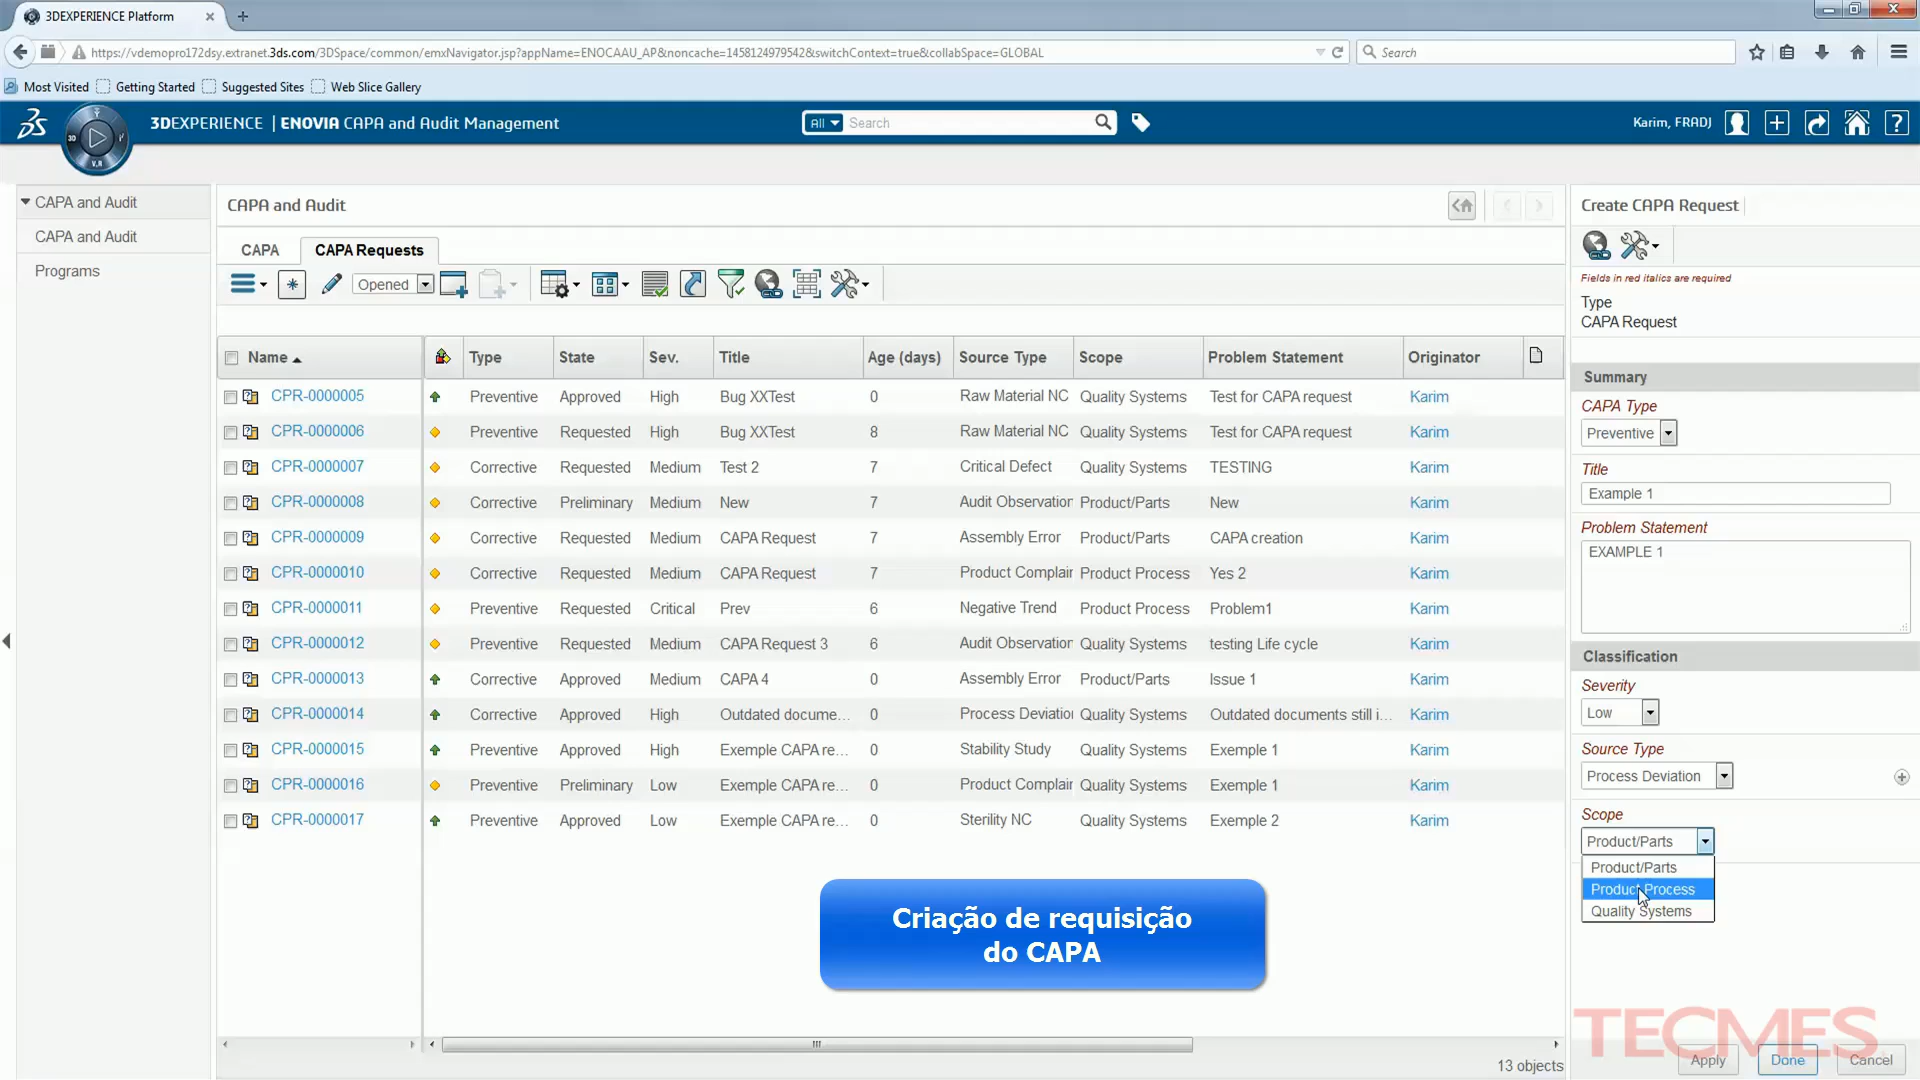 3DEXPERIENCE Platform
https://vdemopro172dsy.extranet.3ds.com/3DSpace/common/emxNavigator.jsp?appName=ENOCAAU_AP&noncache=1458124979542&switchContext=true&collabSpace=GLOBAL
Search
Most Visited Getting Started Suggested Sites Web Slice Gallery
3DEXPERIENCE | ENOVIA CAPA and Audit Management
All Search
Karim, FRADJ
3D V.R
CAPA and Audit
CAPA and Audit
Programs
CAPA and Audit
CAPA CAPA Requests
Opened
Name Type State Sev. Title Age (days) Source Type Scope Problem Statement Originator
CPR-0000005 Preventive Approved High Bug XXTest 0 Raw Material NC Quality Systems Test for CAPA request Karim
CPR-0000006 Preventive Requested High Bug XXTest 8 Raw Material NC Quality Systems Test for CAPA request Karim
CPR-0000007 Corrective Requested Medium Test 2 7 Critical Defect Quality Systems TESTING Karim
CPR-0000008 Corrective Preliminary Medium New 7 Audit Observation Product/Parts New Karim
CPR-0000009 Corrective Requested Medium CAPA Request 7 Assembly Error Product/Parts CAPA creation Karim
CPR-0000010 Corrective Requested Medium CAPA Request 7 Product Complair Product Process Yes 2 Karim
CPR-0000011 Preventive Requested Critical Prev 6 Negative Trend Product Process Problem1 Karim
CPR-0000012 Preventive Requested Medium CAPA Request 3 6 Audit Observation Quality Systems testing Life cycle Karim
CPR-0000013 Corrective Approved Medium CAPA 4 0 Assembly Error Product/Parts Issue 1 Karim
CPR-0000014 Corrective Approved High Outdated docume... 0 Process Deviation Quality Systems Outdated documents still i... Karim
CPR-0000015 Preventive Approved High Exemple CAPA re... 0 Stability Study Quality Systems Exemple 1 Karim
CPR-0000016 Preventive Preliminary Low Exemple CAPA re... 0 Product Complair Quality Systems Exemple 1 Karim
CPR-0000017 Preventive Approved Low Exemple CAPA re... 0 Sterility NC Quality Systems Exemple 2 Karim
Criação de requisição
do CAPA
13 objects
Create CAPA Request
Fields in red italics are required
Type
CAPA Request
Summary
CAPA Type
Preventive
Title
Example 1
Problem Statement
EXAMPLE 1
Classification
Severity
Low
Source Type
Process Deviation
Scope
Product/Parts
Product/Parts
Product Process
Quality Systems
TECMES
Apply Done Cancel